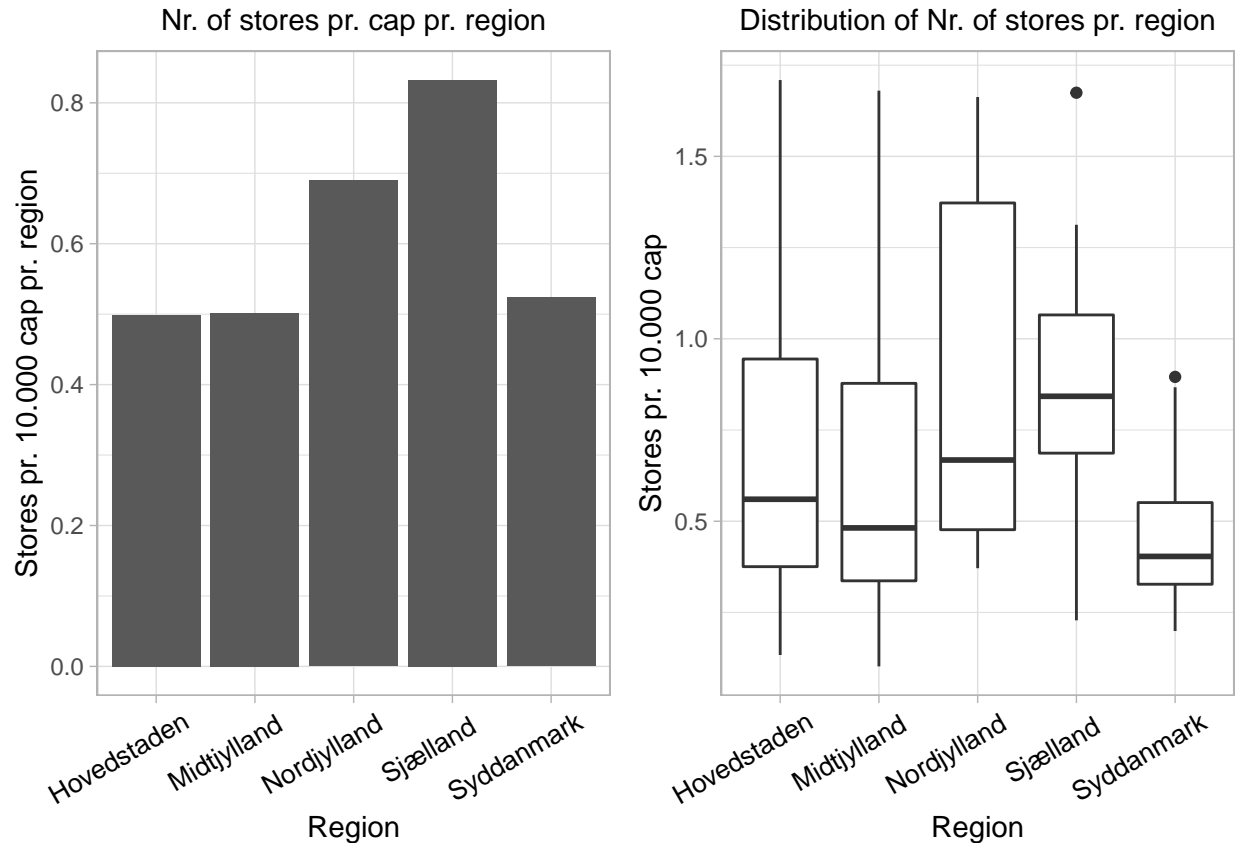 Nr. of stores pr. cap pr. region
Stores pr. 10.000 cap pr. region
0.8
0.6
0.4
0.2
0.0
Hovedstaden
Midtjylland
Nordjylland
Sjælland
Syddanmark
Region
Distribution of Nr. of stores pr. region
Stores pr. 10.000 cap
1.5
1.0
0.5
Hovedstaden
Midtjylland
Nordjylland
Sjælland
Syddanmark
Region